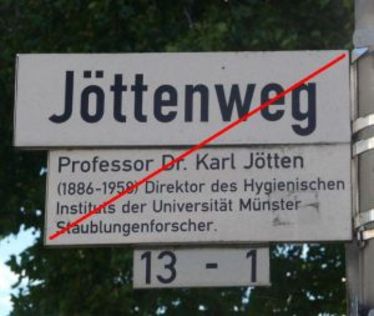 Jöttenweg
Professor Dr. Karl Jötten
(1886-1958) Direktor des Hygienischen
Instituts der Universität Münster
Staublungenforscher.
13 - 1